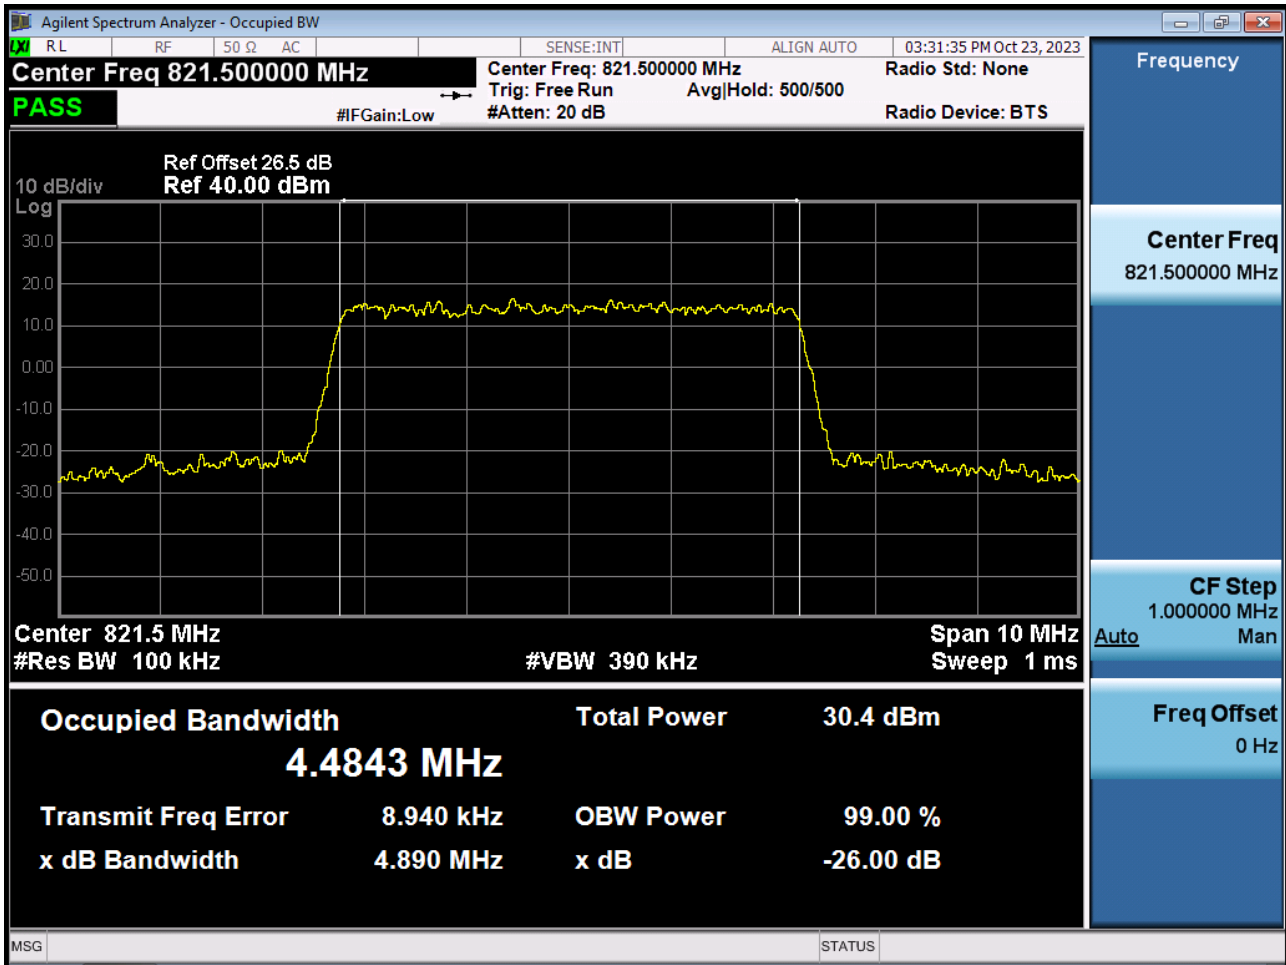 Agilent Spectrum Analyzer - Occupied BW
LXI RL RF 50 Ω AC SENSE:INT ALIGN AUTO 03:31:35 PM Oct 23, 2023
Center Freq 821.500000 MHz
PASS
#IFGain:Low
Center Freq: 821.500000 MHz
Trig: Free Run Avg|Hold: 500/500
#Atten: 20 dB
Radio Std: None
Radio Device: BTS
Ref Offset 26.5 dB
10 dB/div Ref 40.00 dBm
Log
30.0
20.0
10.0
0.00
-10.0
-20.0
-30.0
-40.0
-50.0
Center 821.5 MHz Span 10 MHz
#Res BW 100 kHz #VBW 390 kHz Sweep 1 ms
Occupied Bandwidth Total Power 30.4 dBm
4.4843 MHz
Transmit Freq Error 8.940 kHz OBW Power 99.00 %
x dB Bandwidth 4.890 MHz x dB -26.00 dB
Frequency
Center Freq
821.500000 MHz
CF Step
1.000000 MHz
Auto Man
Freq Offset
0 Hz
MSG STATUS